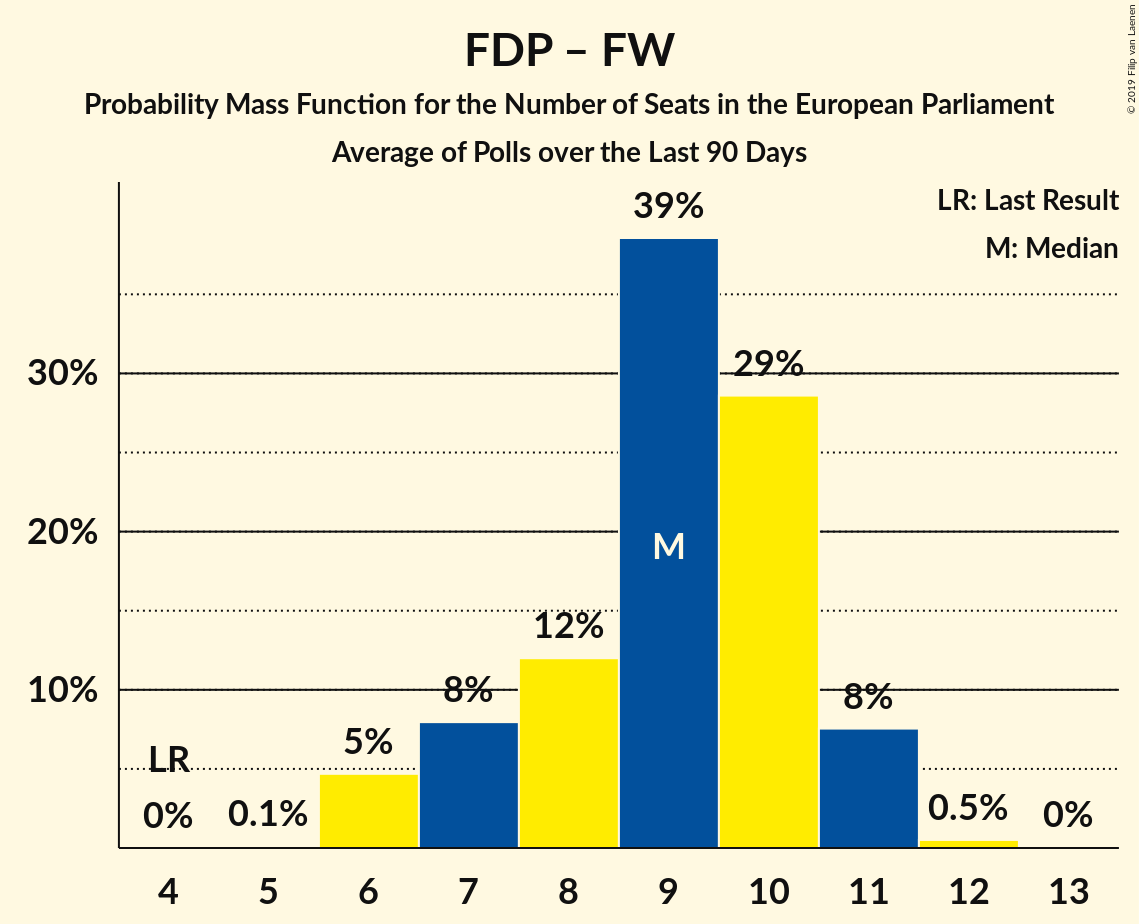 FDP – FW
Probability Mass Function for the Number of Seats in the European Parliament
Average of Polls over the Last 90 Days
© 2019 Filip van Laenen
LR: Last Result
M: Median
39%
30%
29%
20%
M
12%
10%
8%
8%
5%
LR
0%
0.1%
0.5%
0%
4 5 6 7 8 9 10 11 12 13